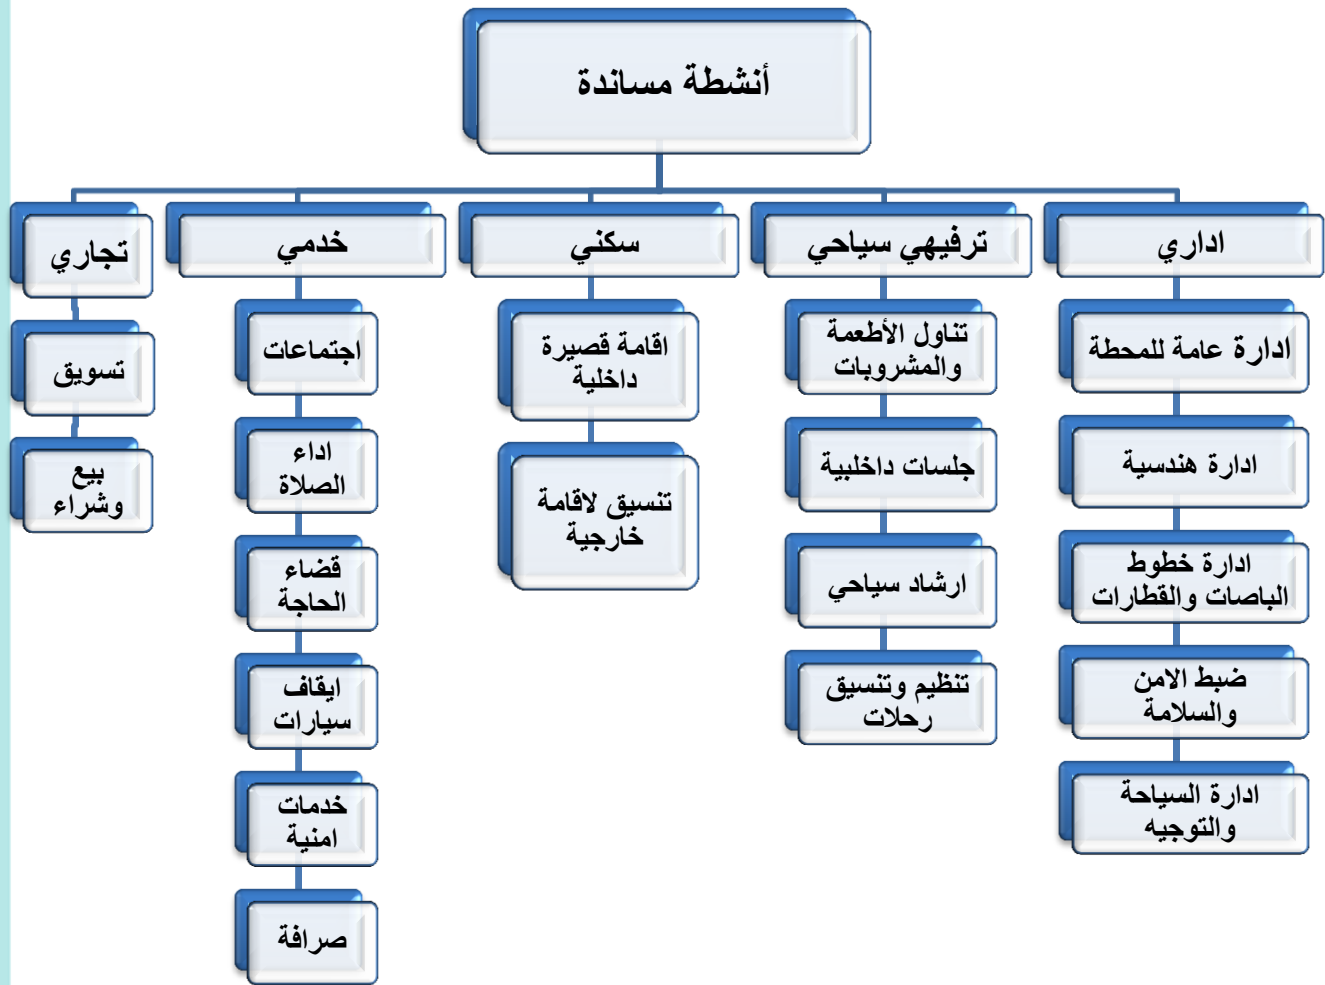 أنشطة مساندة
اداري
ترفيهي سياحي
سكني
خدمي
تجاري
ادارة عامة للمحطة
ادارة هندسية
ادارة خطوط
الباصات والقطارات
ضبط الامن
والسلامة
ادارة السياحة
والتوجيه
تناول الأطعمة
والمشروبات
جلسات داخلبية
ارشاد سياحي
تنظيم وتنسيق
رحلات
اقامة قصيرة
داخلية
تنسيق لاقامة
خارجية
اجتماعات
اداء
الصلاة
قضاء
الحاجة
ايقاف
سيارات
خدمات
امنية
صرافة
تسويق
بيع
وشراء